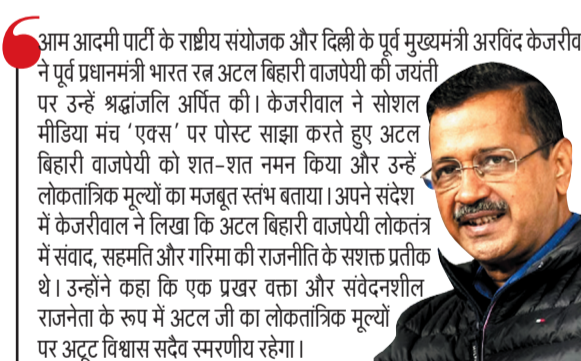 आम आदमी पार्टी के राष्ट्रीय संयोजक और दिल्ली के पूर्व मुख्यमंत्री अरविंद केजरीव
ने पूर्व प्रधानमंत्री भारत रत्न अटल बिहारी वाजपेयी की जयंती
पर उन्हें श्रद्धांजलि अर्पित की। केजरीवाल ने सोशल
मीडिया मंच ‘एक्स’ पर पोस्ट साझा करते हुए अटल
बिहारी वाजपेयी को शत-शत नमन किया और उन्हें
लोकतांत्रिक मूल्यों का मजबूत स्तंभ बताया। अपने संदेश
में केजरीवाल ने लिखा कि अटल बिहारी वाजपेयी लोकतंत्र
में संवाद, सहमति और गरिमा की राजनीति के सशक्त प्रतीक
थे। उन्होंने कहा कि एक प्रखर वक्ता और संवेदनशील
राजनेता के रूप में अटल जी का लोकतांत्रिक मूल्यों
पर अटूट विश्वास सदैव स्मरणीय रहेगा।